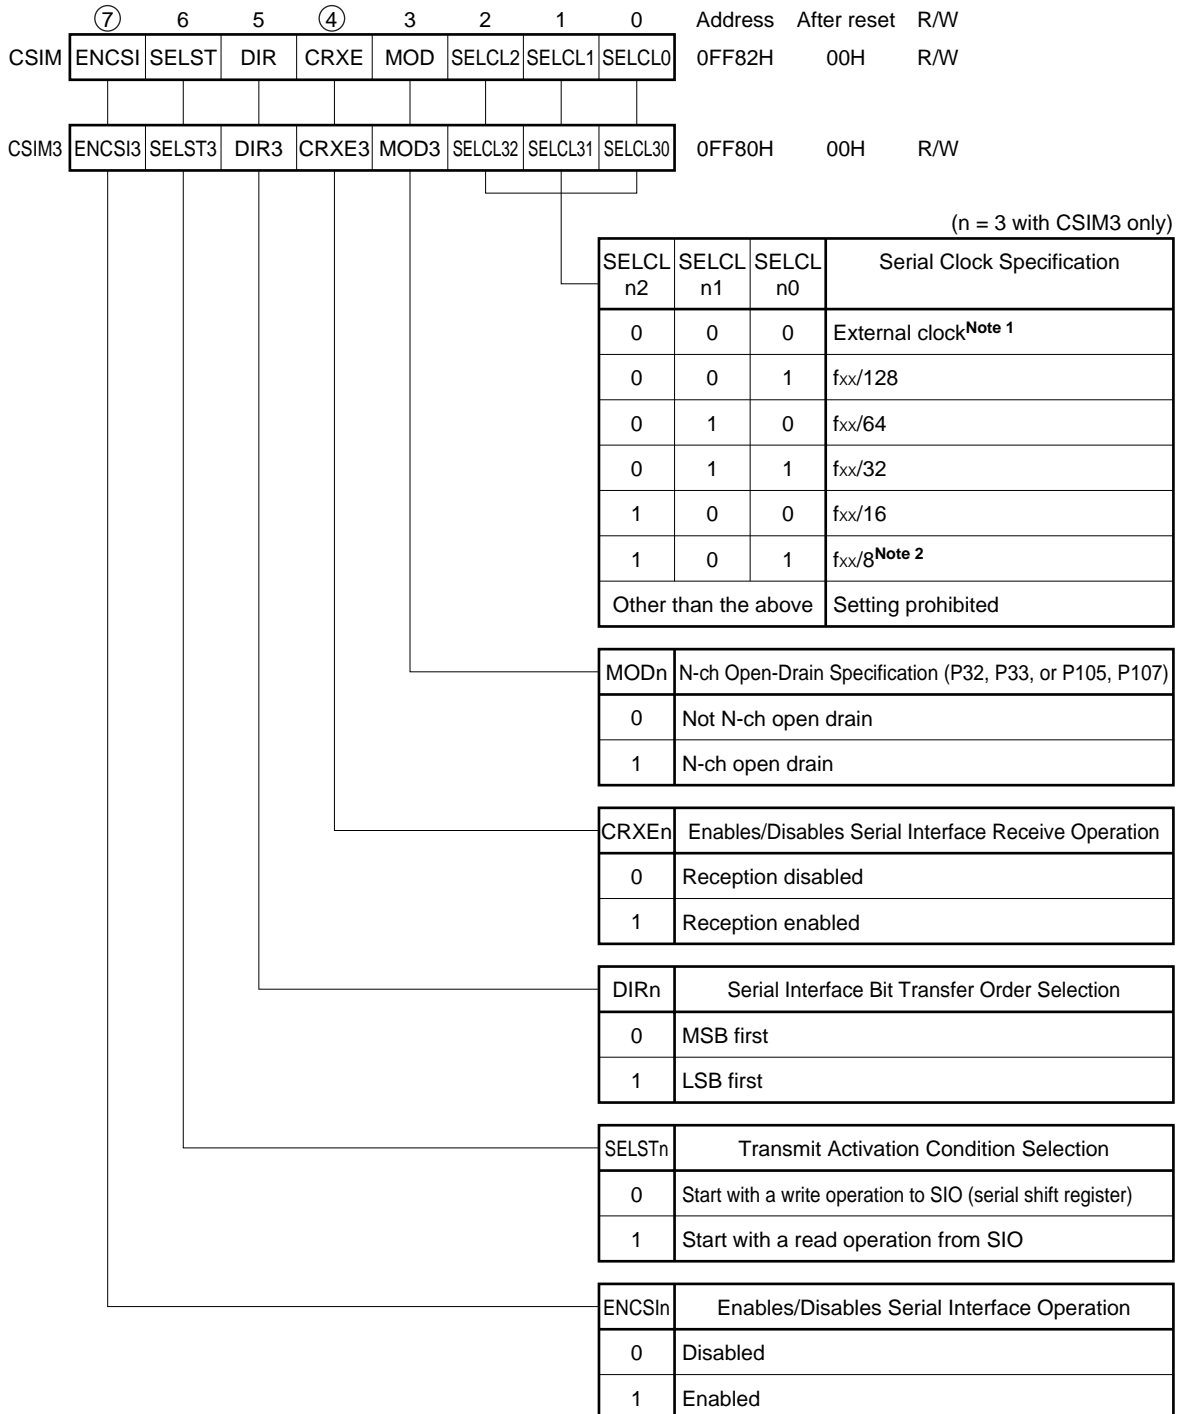 ⑦ 6 5 ④ 3 2 1 0 Address After reset R/W
CSIM ENCSI SELST DIR CRXE MOD SELCL2 SELCL1 SELCL0 0FF82H 00H R/W
CSIM3 ENCSI3 SELST3 DIR3 CRXE3 MOD3 SELCL32 SELCL31 SELCL30 0FF80H 00H R/W
(n = 3 with CSIM3 only)
SELCL SELCL SELCL Serial Clock Specification
n2 n1 n0
0 0 0 External clock Note 1
0 0 1 fxx/128
0 1 0 fxx/64
0 1 1 fxx/32
1 0 0 fxx/16
1 0 1 fxx/8 Note 2
Other than the above Setting prohibited
MODn N-ch Open-Drain Specification (P32, P33, or P105, P107)
0 Not N-ch open drain
1 N-ch open drain
CRXEn Enables/Disables Serial Interface Receive Operation
0 Reception disabled
1 Reception enabled
DIRn Serial Interface Bit Transfer Order Selection
0 MSB first
1 LSB first
SELSTn Transmit Activation Condition Selection
0 Start with a write operation to SIO (serial shift register)
1 Start with a read operation from SIO
ENCSIn Enables/Disables Serial Interface Operation
0 Disabled
1 Enabled